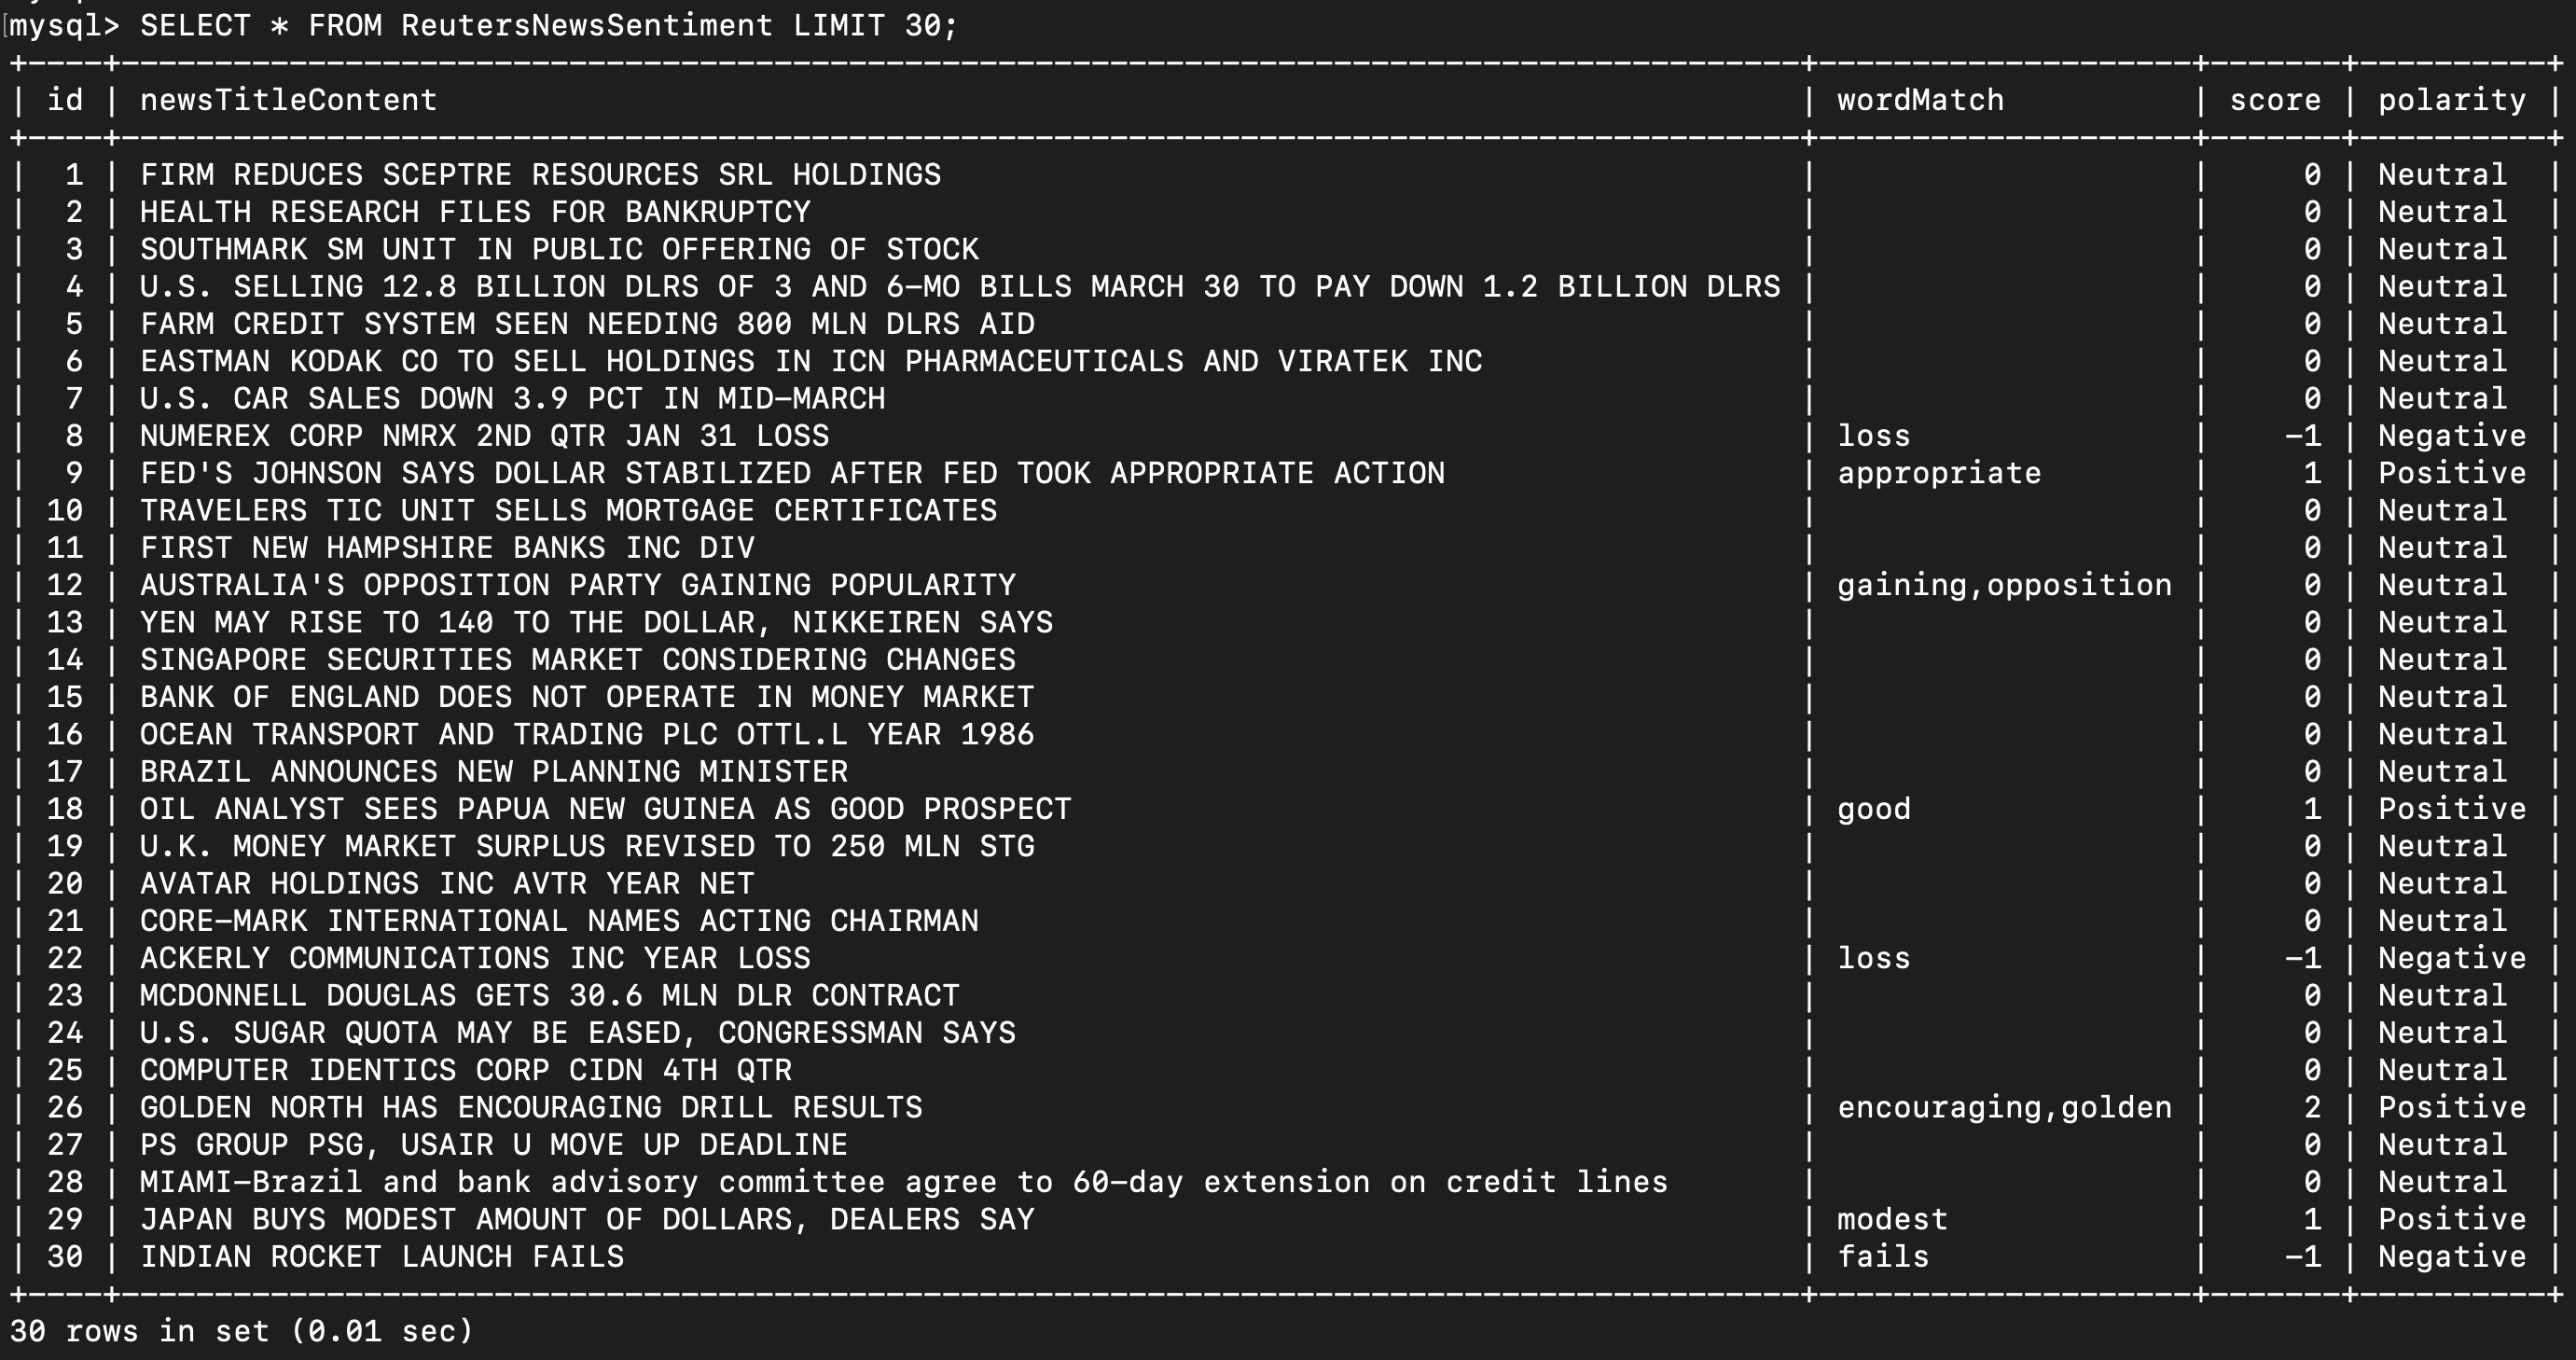 mysql> SELECT * FROM ReutersNewsSentiment LIMIT 30;
+----+-------------------------------------------------------------------------------------------+--------------------+-------+----------+
| id | newsTitleContent                                                                          | wordMatch          | score | polarity |
+----+-------------------------------------------------------------------------------------------+--------------------+-------+----------+
|  1 | FIRM REDUCES SCEPTRE RESOURCES SRL HOLDINGS                                               |                    |     0 | Neutral  |
|  2 | HEALTH RESEARCH FILES FOR BANKRUPTCY                                                      |                    |     0 | Neutral  |
|  3 | SOUTHMARK SM UNIT IN PUBLIC OFFERING OF STOCK                                             |                    |     0 | Neutral  |
|  4 | U.S. SELLING 12.8 BILLION DLRS OF 3 AND 6-MO BILLS MARCH 30 TO PAY DOWN 1.2 BILLION DLRS |                    |     0 | Neutral  |
|  5 | FARM CREDIT SYSTEM SEEN NEEDING 800 MLN DLRS AID                                          |                    |     0 | Neutral  |
|  6 | EASTMAN KODAK CO TO SELL HOLDINGS IN ICN PHARMACEUTICALS AND VIRATEK INC                  |                    |     0 | Neutral  |
|  7 | U.S. CAR SALES DOWN 3.9 PCT IN MID-MARCH                                                  |                    |     0 | Neutral  |
|  8 | NUMEREX CORP NMRX 2ND QTR JAN 31 LOSS                                                     | loss               |    -1 | Negative |
|  9 | FED'S JOHNSON SAYS DOLLAR STABILIZED AFTER FED TOOK APPROPRIATE ACTION                    | appropriate        |     1 | Positive |
| 10 | TRAVELERS TIC UNIT SELLS MORTGAGE CERTIFICATES                                            |                    |     0 | Neutral  |
| 11 | FIRST NEW HAMPSHIRE BANKS INC DIV                                                         |                    |     0 | Neutral  |
| 12 | AUSTRALIA'S OPPOSITION PARTY GAINING POPULARITY                                           | gaining,opposition |     0 | Neutral  |
| 13 | YEN MAY RISE TO 140 TO THE DOLLAR, NIKKEIREN SAYS                                         |                    |     0 | Neutral  |
| 14 | SINGAPORE SECURITIES MARKET CONSIDERING CHANGES                                           |                    |     0 | Neutral  |
| 15 | BANK OF ENGLAND DOES NOT OPERATE IN MONEY MARKET                                          |                    |     0 | Neutral  |
| 16 | OCEAN TRANSPORT AND TRADING PLC OTTL.L YEAR 1986                                          |                    |     0 | Neutral  |
| 17 | BRAZIL ANNOUNCES NEW PLANNING MINISTER                                                    |                    |     0 | Neutral  |
| 18 | OIL ANALYST SEES PAPUA NEW GUINEA AS GOOD PROSPECT                                        | good               |     1 | Positive |
| 19 | U.K. MONEY MARKET SURPLUS REVISED TO 250 MLN STG                                          |                    |     0 | Neutral  |
| 20 | AVATAR HOLDINGS INC AVTR YEAR NET                                                         |                    |     0 | Neutral  |
| 21 | CORE-MARK INTERNATIONAL NAMES ACTING CHAIRMAN                                             |                    |     0 | Neutral  |
| 22 | ACKERLY COMMUNICATIONS INC YEAR LOSS                                                      | loss               |    -1 | Negative |
| 23 | MCDONNELL DOUGLAS GETS 30.6 MLN DLR CONTRACT                                              |                    |     0 | Neutral  |
| 24 | U.S. SUGAR QUOTA MAY BE EASED, CONGRESSMAN SAYS                                           |                    |     0 | Neutral  |
| 25 | COMPUTER IDENTICS CORP CIDN 4TH QTR                                                       |                    |     0 | Neutral  |
| 26 | GOLDEN NORTH HAS ENCOURAGING DRILL RESULTS                                                | encouraging,golden |     2 | Positive |
| 27 | PS GROUP PSG, USAIR U MOVE UP DEADLINE                                                    |                    |     0 | Neutral  |
| 28 | MIAMI-Brazil and bank advisory committee agree to 60-day extension on credit lines        |                    |     0 | Neutral  |
| 29 | JAPAN BUYS MODEST AMOUNT OF DOLLARS, DEALERS SAY                                          | modest             |     1 | Positive |
| 30 | INDIAN ROCKET LAUNCH FAILS                                                                | fails              |    -1 | Negative |
+----+-------------------------------------------------------------------------------------------+--------------------+-------+----------+
30 rows in set (0.01 sec)